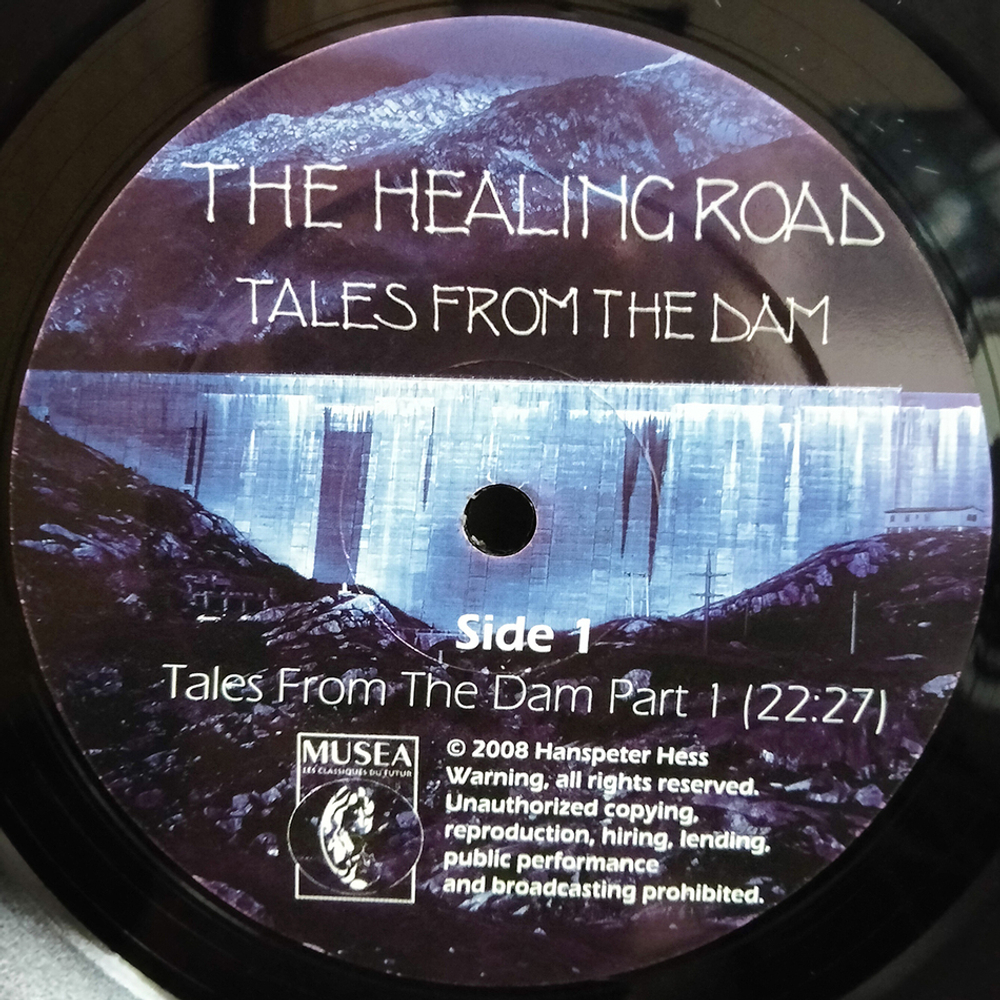 THE HEALING ROAD
TALES FROM THE DAM
Side 1
Tales From The Dam Part 1 (22:27)
MUSEA
LES CLASSIQUES DU FUTUR
© 2008 Hanspeter Hess
Warning, all rights reserved.
Unauthorized copying,
reproduction, hiring, lending,
public performance
and broadcasting prohibited.